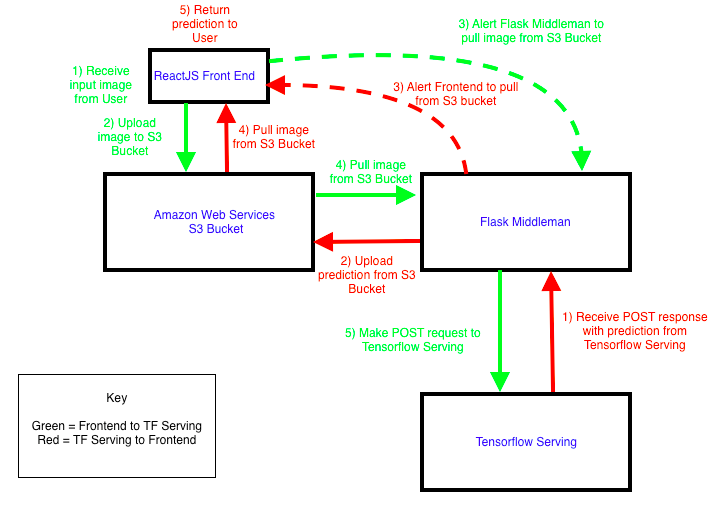 5) Return
prediction to
User
3) Alert Flask Middleman to
pull image from S3 Bucket
1) Receive
input image
from User
ReactJS Front End
3) Alert Frontend to pull
from S3 bucket
2) Upload
image to S3
Bucket
4) Pull image
from S3 Bucket
4) Pull image
from S3 Bucket
Amazon Web Services
S3 Bucket
Flask Middleman
2) Upload
prediction from S3
Bucket
5) Make POST request to
Tensorflow Serving
1) Receive POST response
with prediction from
Tensorflow Serving
Key
Green = Frontend to TF Serving
Red = TF Serving to Frontend
Tensorflow Serving